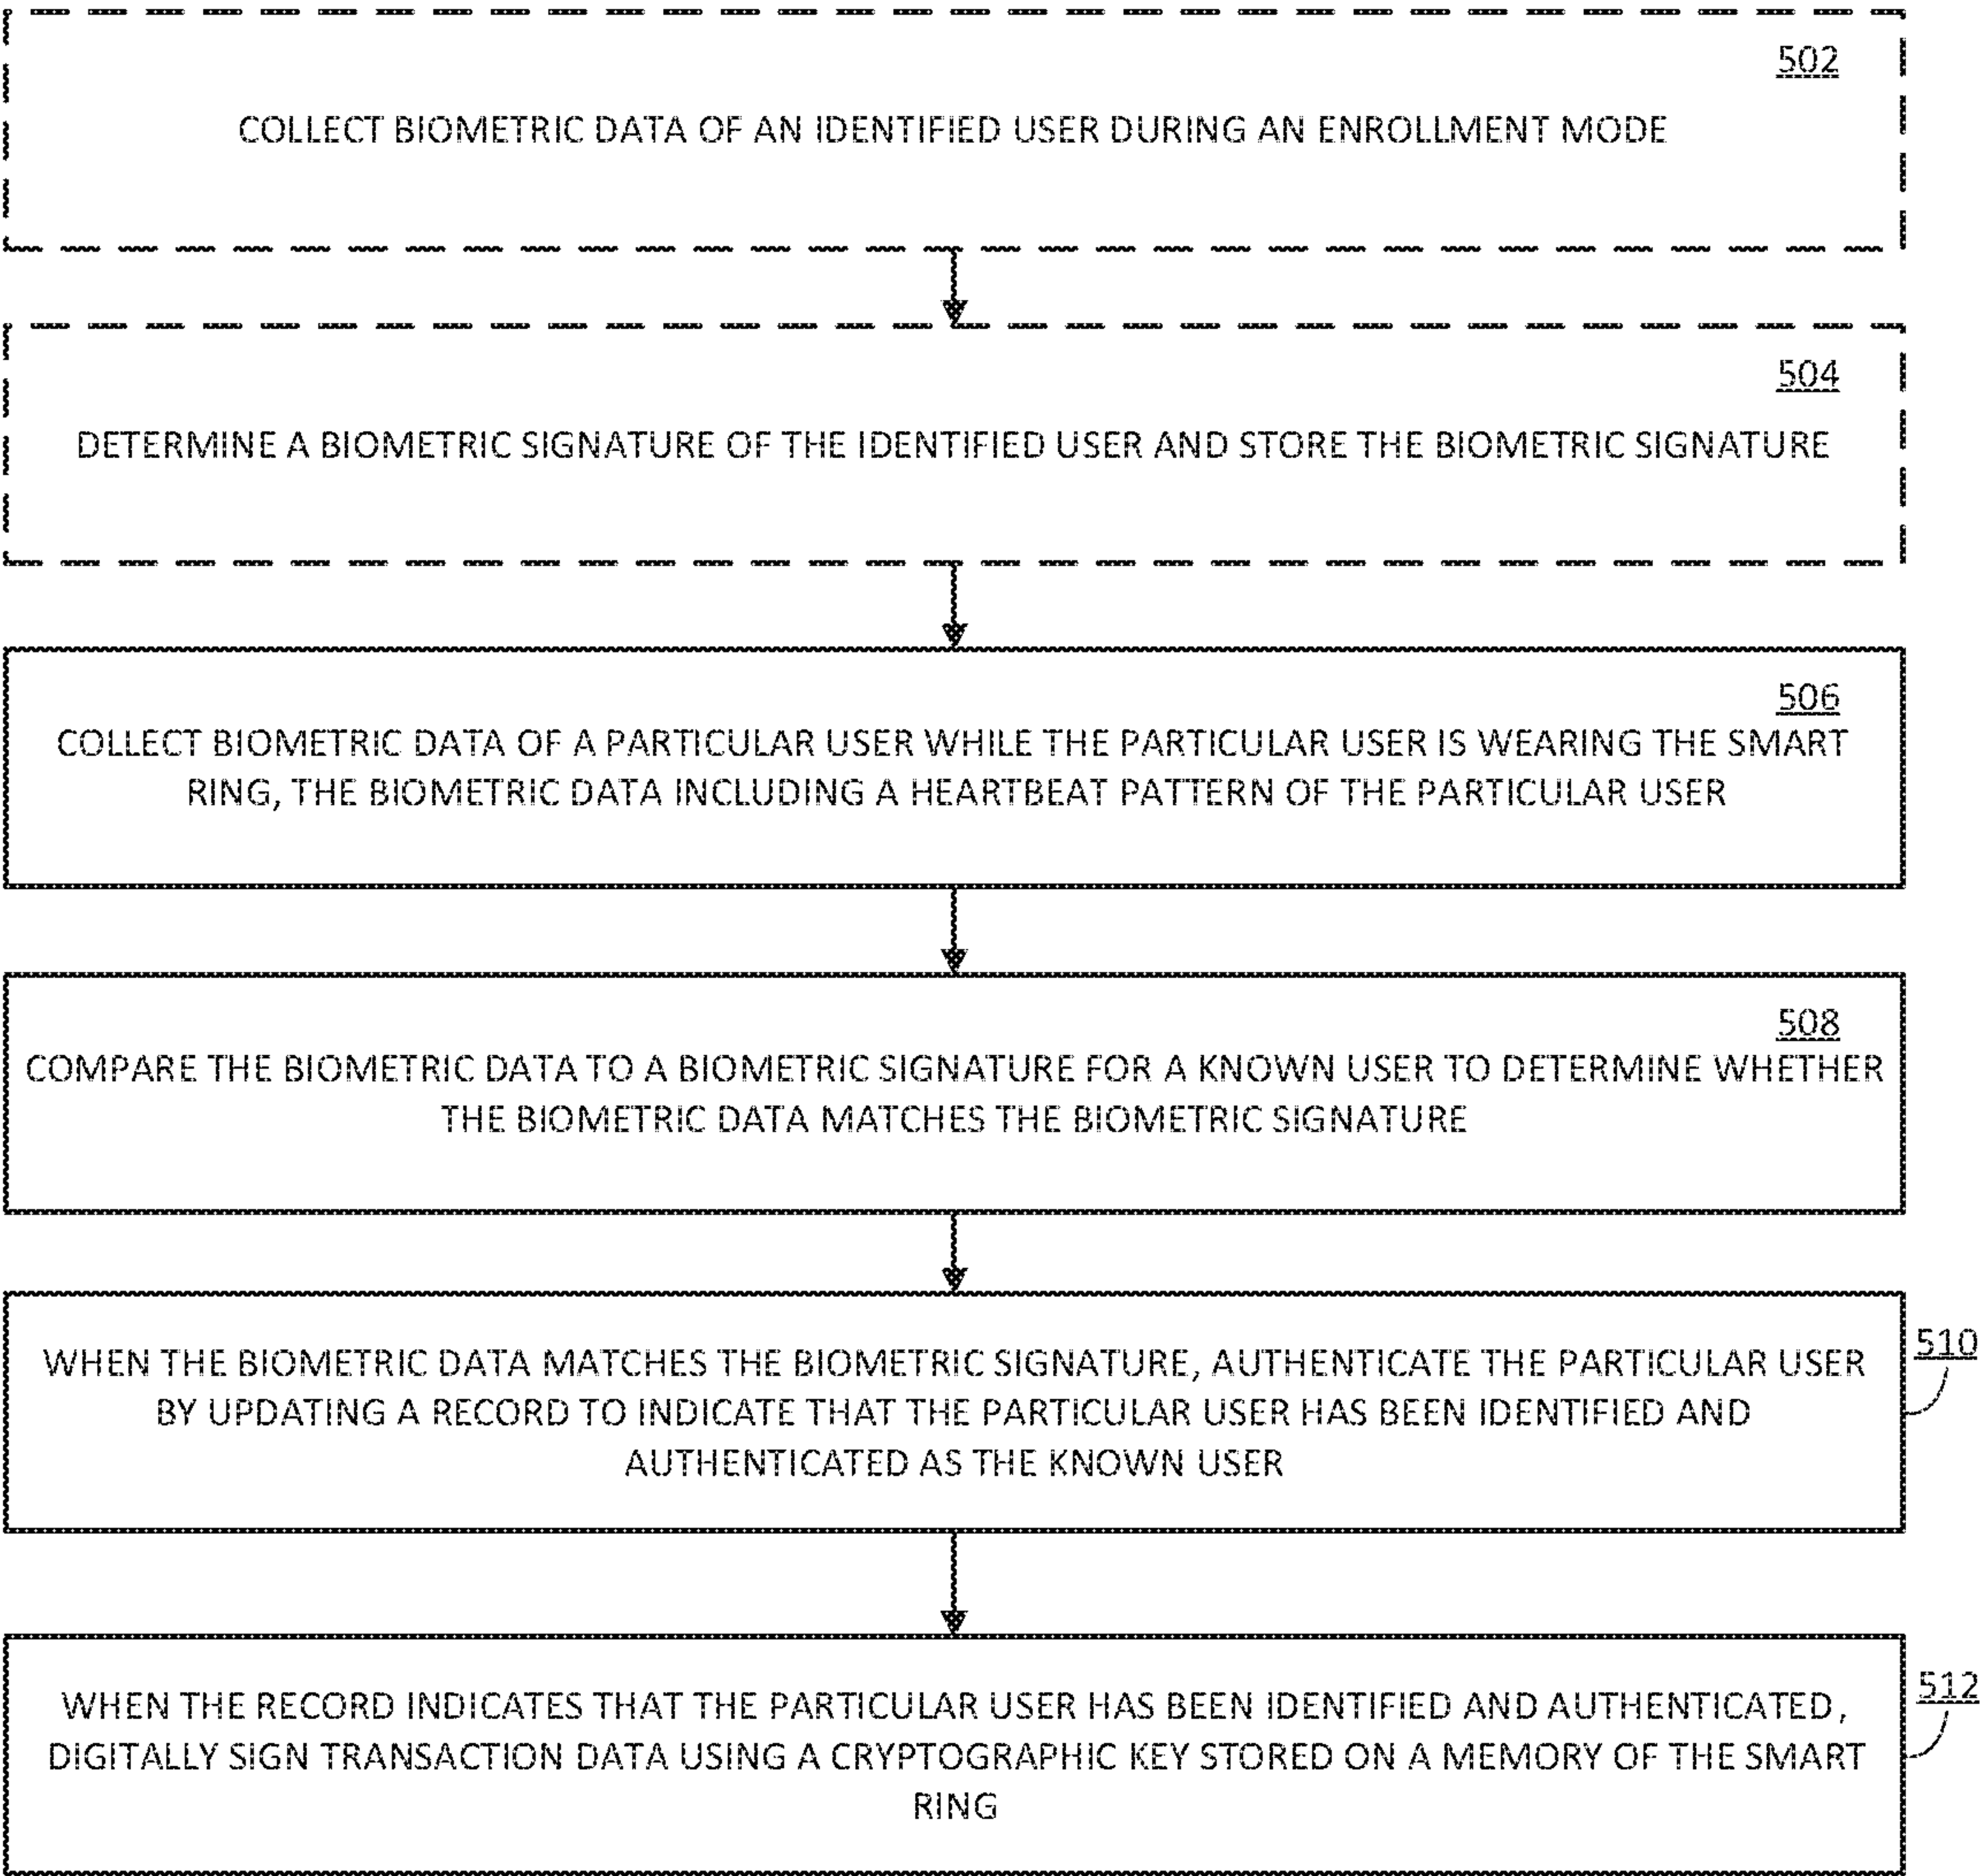 502
COLLECT BIOMETRIC DATA OF AN IDENTIFIED USER DURING AN ENROLLMENT MODE
504
DETERMINE A BIOMETRIC SIGNATURE OF THE IDENTIFIED USER AND STORE THE BIOMETRIC SIGNATURE
506
COLLECT BIOMETRIC DATA OF A PARTICULAR USER WHILE THE PARTICULAR USER IS WEARING THE SMART
RING, THE BIOMETRIC DATA INCLUDING A HEARTBEAT PATTERN OF THE PARTICULAR USER
508
COMPARE THE BIOMETRIC DATA TO A BIOMETRIC SIGNATURE FOR A KNOWN USER TO DETERMINE WHETHER
THE BIOMETRIC DATA MATCHES THE BIOMETRIC SIGNATURE
510
WHEN THE BIOMETRIC DATA MATCHES THE BIOMETRIC SIGNATURE, AUTHENTICATE THE PARTICULAR USER
BY UPDATING A RECORD TO INDICATE THAT THE PARTICULAR USER HAS BEEN IDENTIFIED AND
AUTHENTICATED AS THE KNOWN USER
512
WHEN THE RECORD INDICATES THAT THE PARTICULAR USER HAS BEEN IDENTIFIED AND AUTHENTICATED,
DIGITALLY SIGN TRANSACTION DATA USING A CRYPTOGRAPHIC KEY STORED ON A MEMORY OF THE SMART
RING